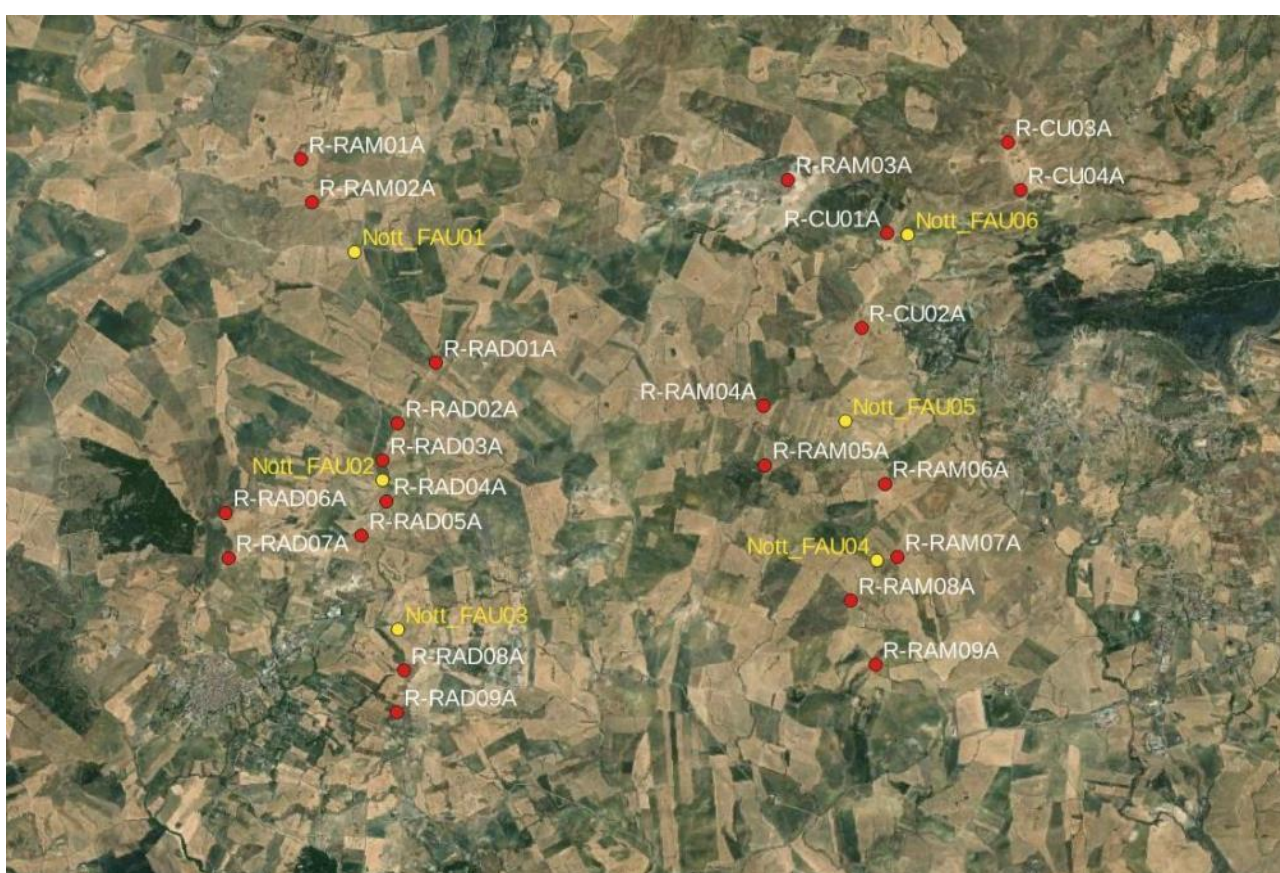 R-CU03A
R-RAM01A
R-RAM03A
R-CU04A
R-RAM02A
R-CU01A
Nott_FAU06
Nott_FAU01
R-CU02A
R-RAD01A
R-RAM04A
Nott_FAU05
R-RAD02A
R-RAD03A
R-RAM05A
Nott_FAU02
R-RAM06A
R-RAD04A
R-RAD06A
R-RAD05A
R-RAD07A
R-RAM07A
Nott_FAU04
R-RAM08A
Nott_FAU03
R-RAM09A
R-RAD08A
R-RAD09A